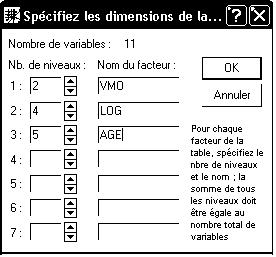 Spécifiez les dimensions de la...
Nombre de variables : 11
Nb. de niveaux : Nom du facteur :
1 : 2 VMO
2 : 4 LOG
3 : 5 AGE
4 :
5 :
6 :
7 :
OK
Annuler
Pour chaque
facteur de la
table, spécifiez le
nbre de niveaux
et le nom ; la
somme de tous
les niveaux doit
être égale au
nombre total de
variables